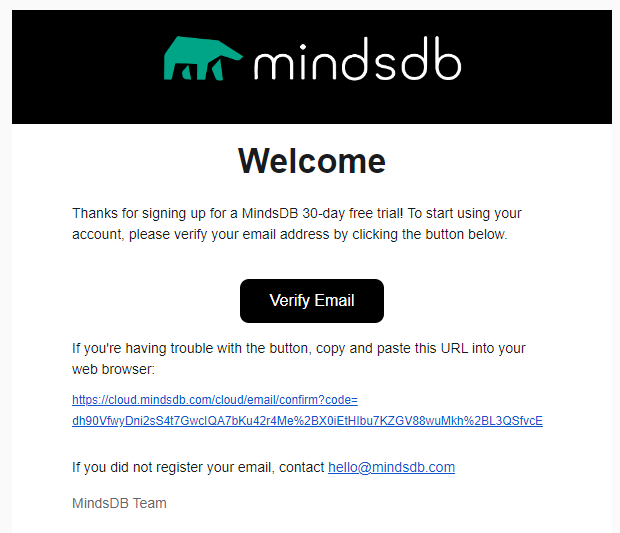 mindsdb
Welcome
Thanks for signing up for a MindsDB 30-day free trial! To start using your
account, please verify your email address by clicking the button below.
Verify Email
If you're having trouble with the button, copy and paste this URL into your
web browser:
https://cloud.mindsdb.com/cloud/email/confirm?code=
dh90VfwyDni2sS4t7GwclQA7bKu42r4Me%2BX0iEtHIbu7KZGV88wuMkh%2BL3QSfvcE
If you did not register your email, contact hello@mindsdb.com
MindsDB Team